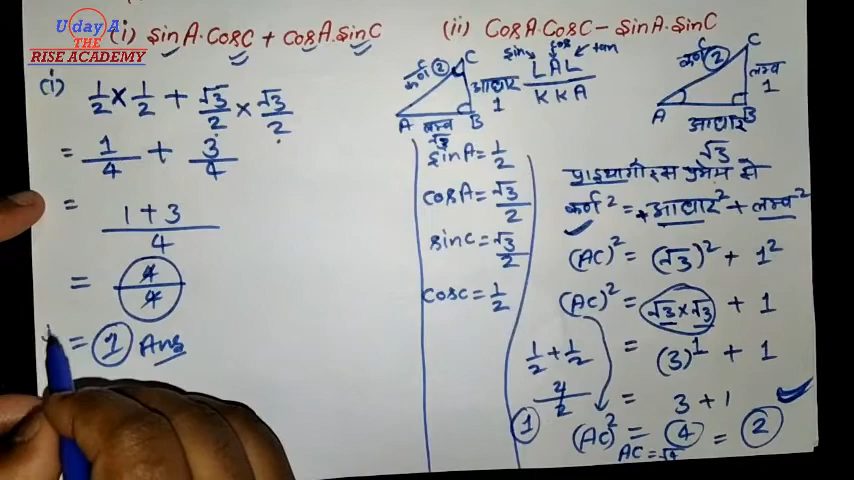 U day A
THE
RISE ACADEMY
(i) sinA·Cosc + cosA·sinC
(ii) CosA·CosC − sinA·sinC
(i)
1/2 × 1/2 + √3/2 × √3/2
= 1/4 + 3/4
= 1+3/4
= 4/4
= 1 Ans
C
कर्ण 2
आधार
1
A
लम्ब
B
√3
sin cos tan
L A L
K K A
C
कर्ण 2
लम्ब
1
A
B
आधार
√3
sinA = 1/2
cosA = √3/2
sinc = √3/2
cosc = 1/2
पाइथागोरस प्रमेय से
कर्ण² = आधार² + लम्ब²
(AC)² = (√3)² + 1²
(AC)² = √3×√3 + 1
= (3)¹ + 1
= 3+1
(AC)² = 4 = 2
AC = √4
1/2 + 1/2
2/2
1